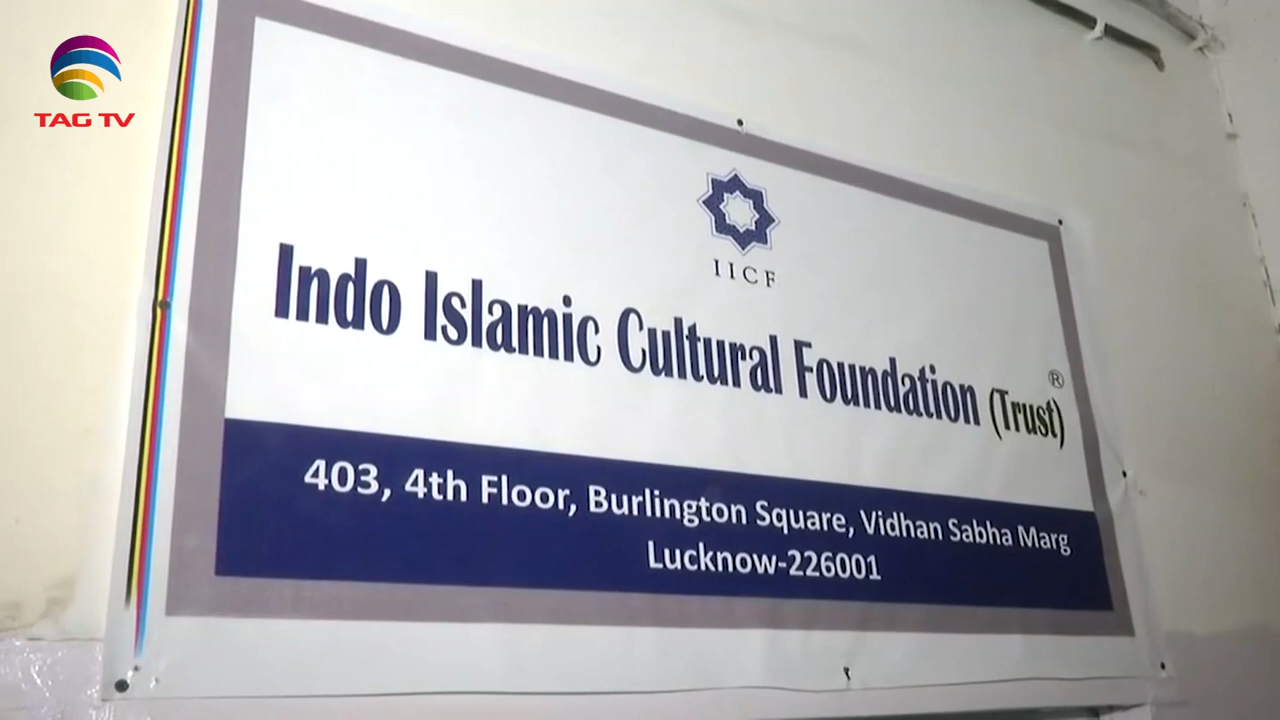 TAG TV
IICF
Indo Islamic Cultural Foundation (Trust)®
403, 4th Floor, Burlington Square, Vidhan Sabha Marg
Lucknow-226001